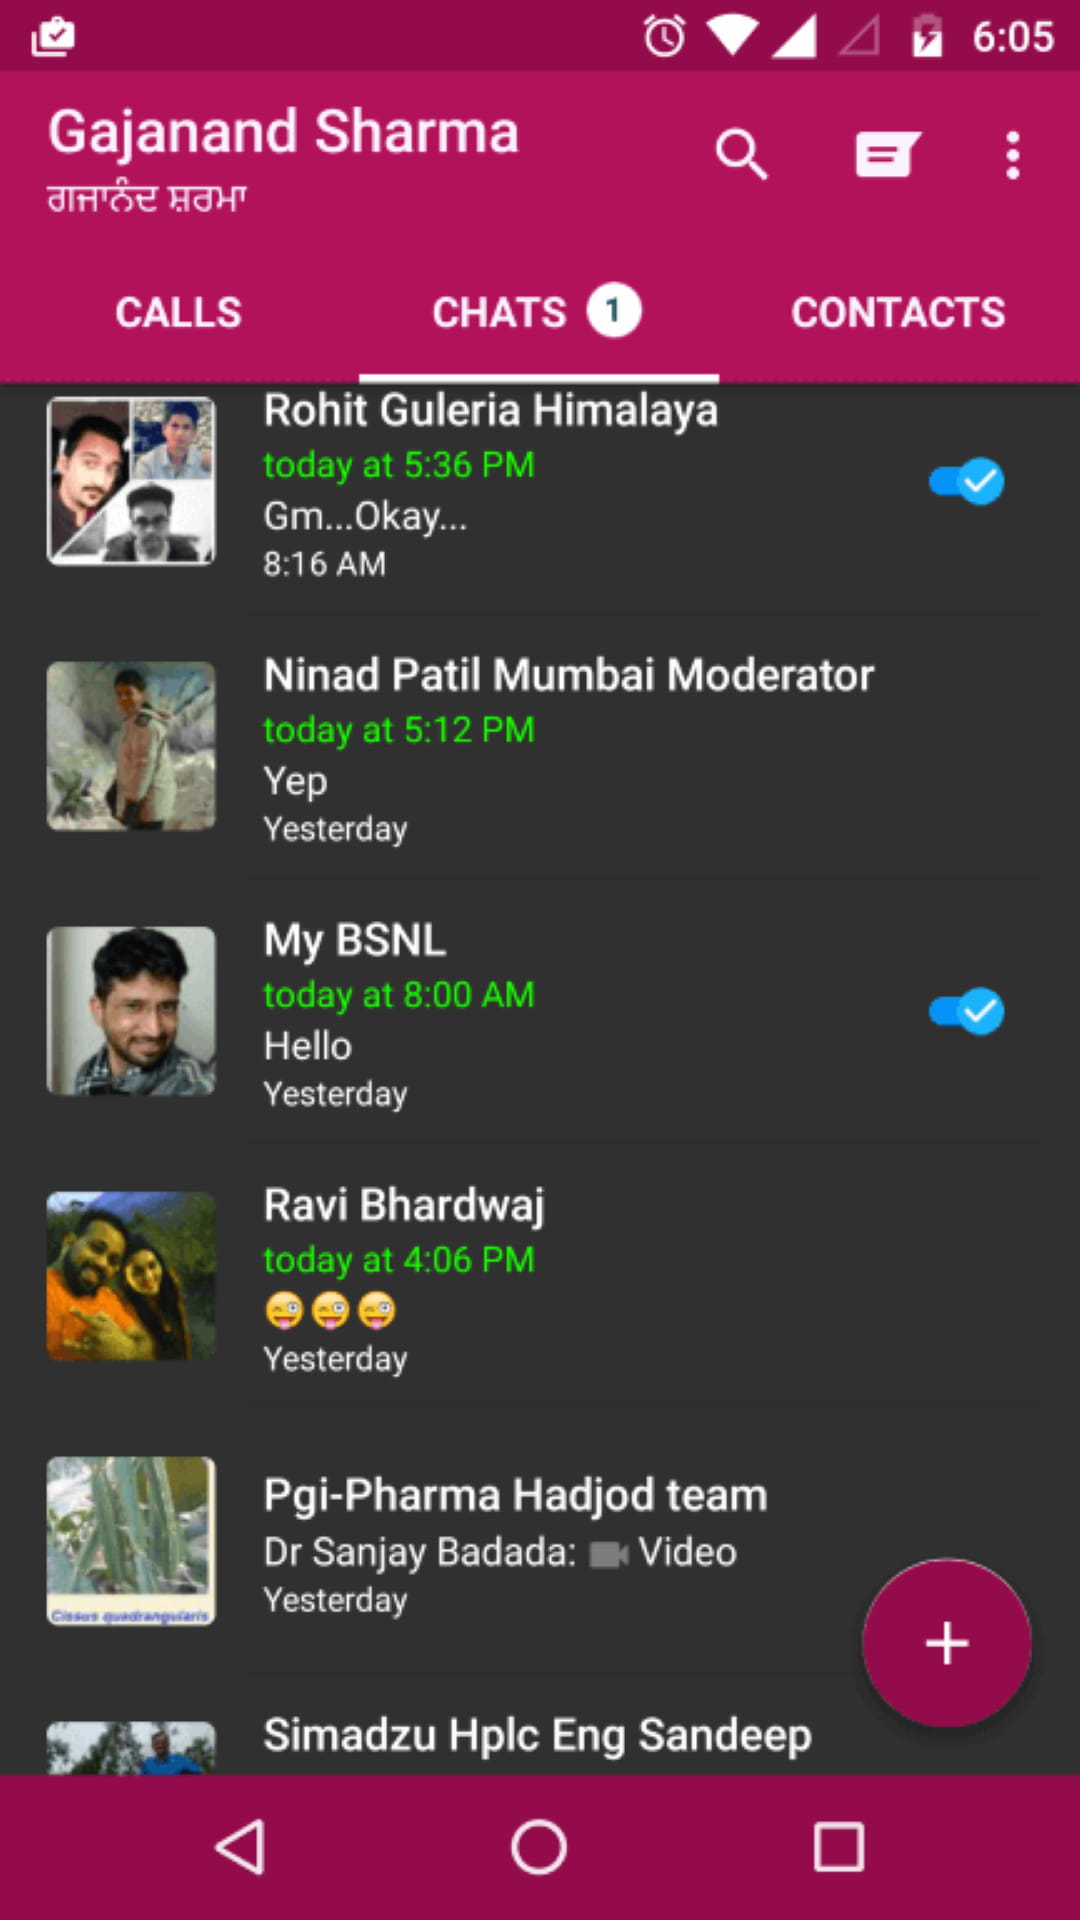 6:05
Gajanand Sharma
ਗਜਾਨੰਦ ਸ਼ਰਮਾ
CALLS
CHATS 1
CONTACTS
Rohit Guleria Himalaya
today at 5:36 PM
Gm...Okay...
8:16 AM
Ninad Patil Mumbai Moderator
today at 5:12 PM
Yep
Yesterday
My BSNL
today at 8:00 AM
Hello
Yesterday
Ravi Bhardwaj
today at 4:06 PM
😜😜😜
Yesterday
Pgi-Pharma Hadjod team
Dr Sanjay Badada: Video
Yesterday
Cissus quadrangularis
Simadzu Hplc Eng Sandeep